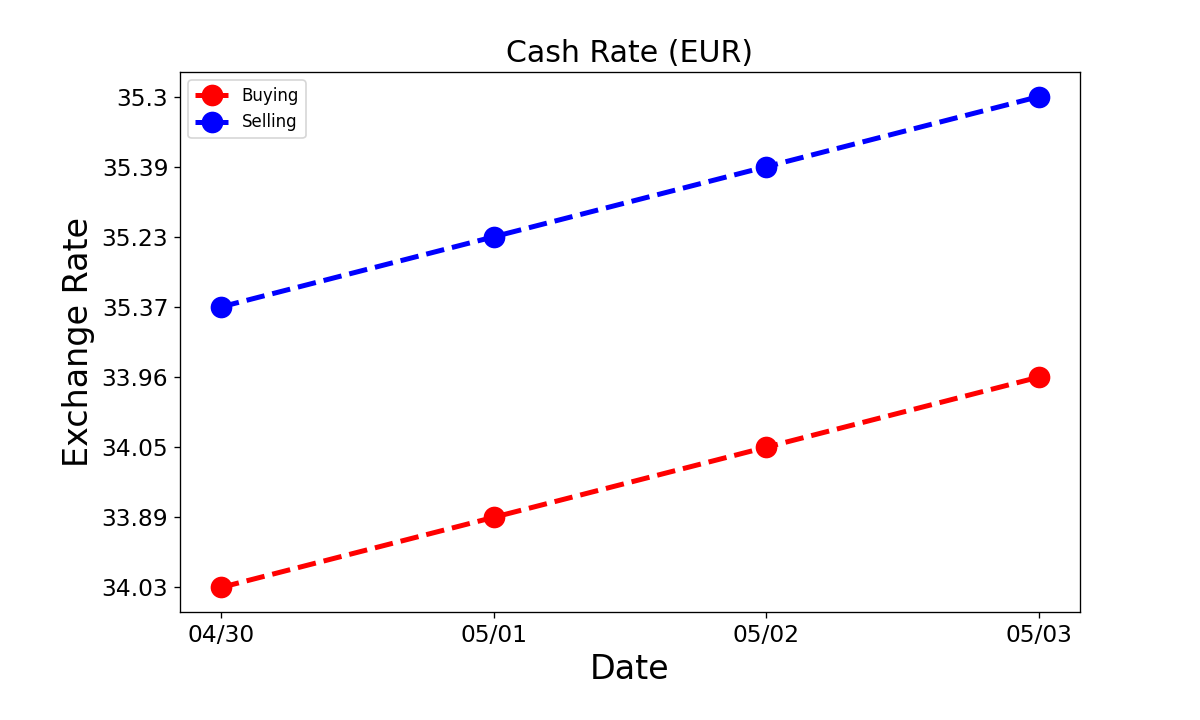 Cash Rate (EUR)
Buying
Selling
Exchange Rate
35.3
35.39
35.23
35.37
33.96
34.05
33.89
34.03
04/30 05/01 05/02 05/03
Date